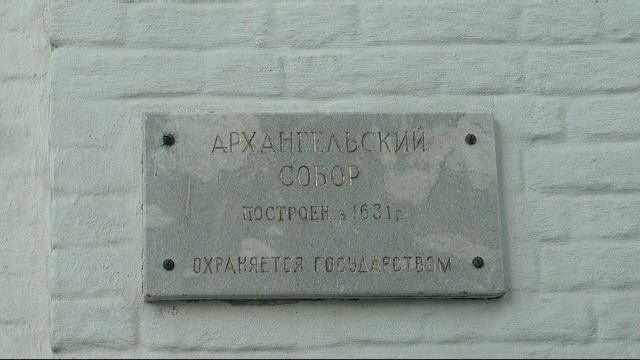 АРХАНГЕЛЬСКИЙ
СОБОР
ПОСТРОЕН в 1631 г.
ОХРАНЯЕТСЯ ГОСУДАРСТВОМ